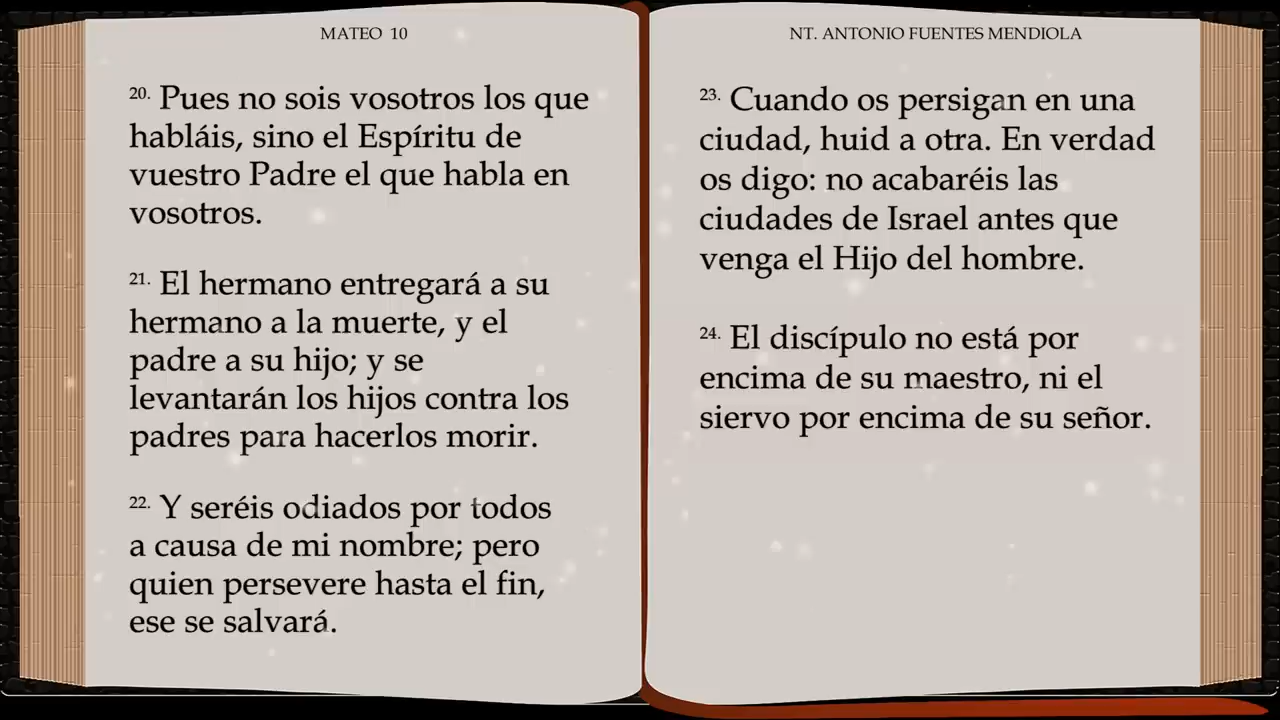 MATEO 10
20. Pues no sois vosotros los que
habláis, sino el Espíritu de
vuestro Padre el que habla en
vosotros.
21. El hermano entregará a su
hermano a la muerte, y el
padre a su hijo; y se
levantarán los hijos contra los
padres para hacerlos morir.
22. Y seréis odiados por todos
a causa de mi nombre; pero
quien persevere hasta el fin,
ese se salvará.
NT. ANTONIO FUENTES MENDIOLA
23. Cuando os persigan en una
ciudad, huid a otra. En verdad
os digo: no acabaréis las
ciudades de Israel antes que
venga el Hijo del hombre.
24. El discípulo no está por
encima de su maestro, ni el
siervo por encima de su señor.